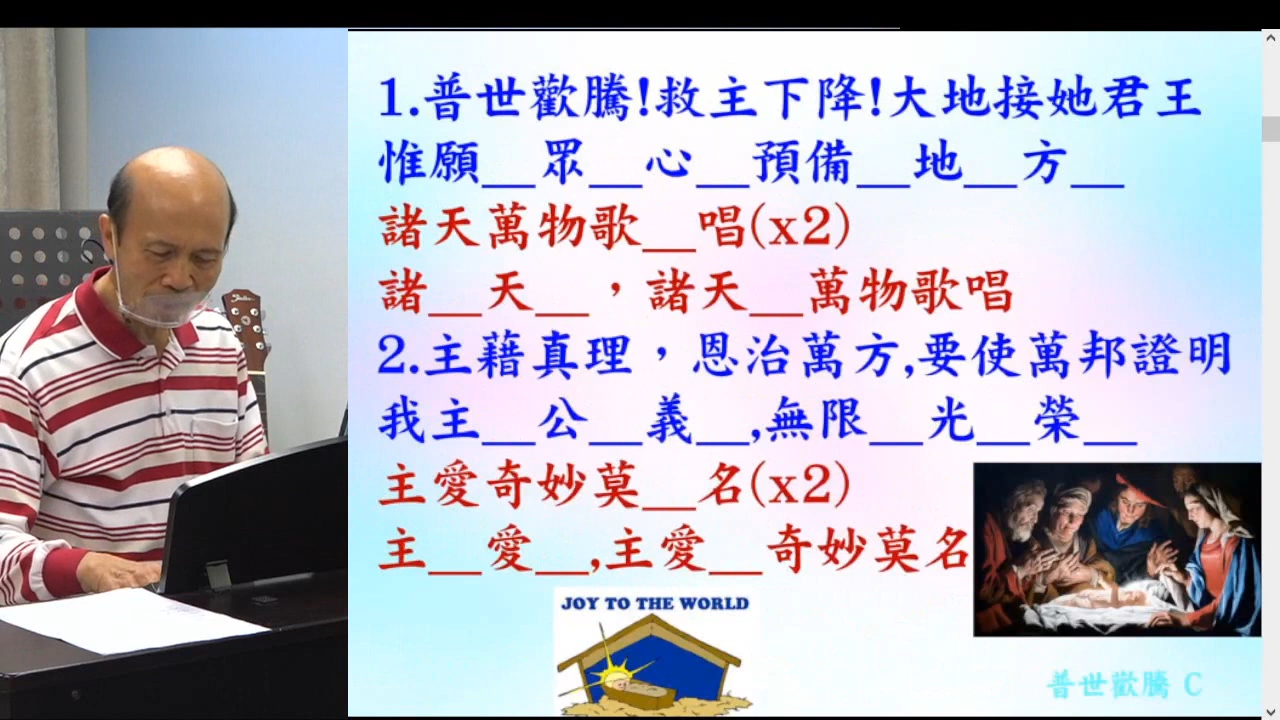 1.普世歡騰!救主下降!大地接她君王
惟願__眾__心__預備__地__方__
諸天萬物歌__唱(x2)
諸__天__，諸天__萬物歌唱
2.主藉真理，恩治萬方,要使萬邦證明
我主__公__義__,無限__光__榮__
主愛奇妙莫__名(x2)
主__愛__,主愛__奇妙莫名
JOY TO THE WORLD
普世歡騰 C